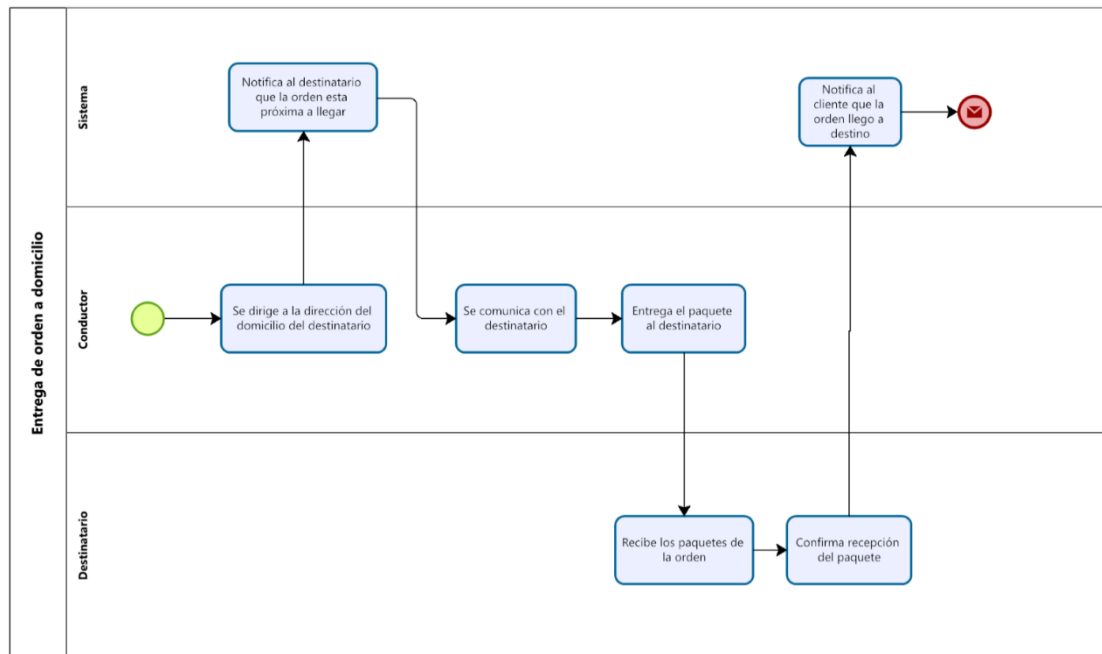 Entrega de orden a domicilio
Sistema
Notifica al destinatario
que la orden esta
próxima a llegar
Notifica al
cliente que la
orden llego a
destino
Conductor
Se dirige a la dirección del
domicilio del destinatario
Se comunica con el
destinatario
Entrega el paquete
al destinatario
Destinatario
Recibe los paquetes de
la orden
Confirma recepción
del paquete